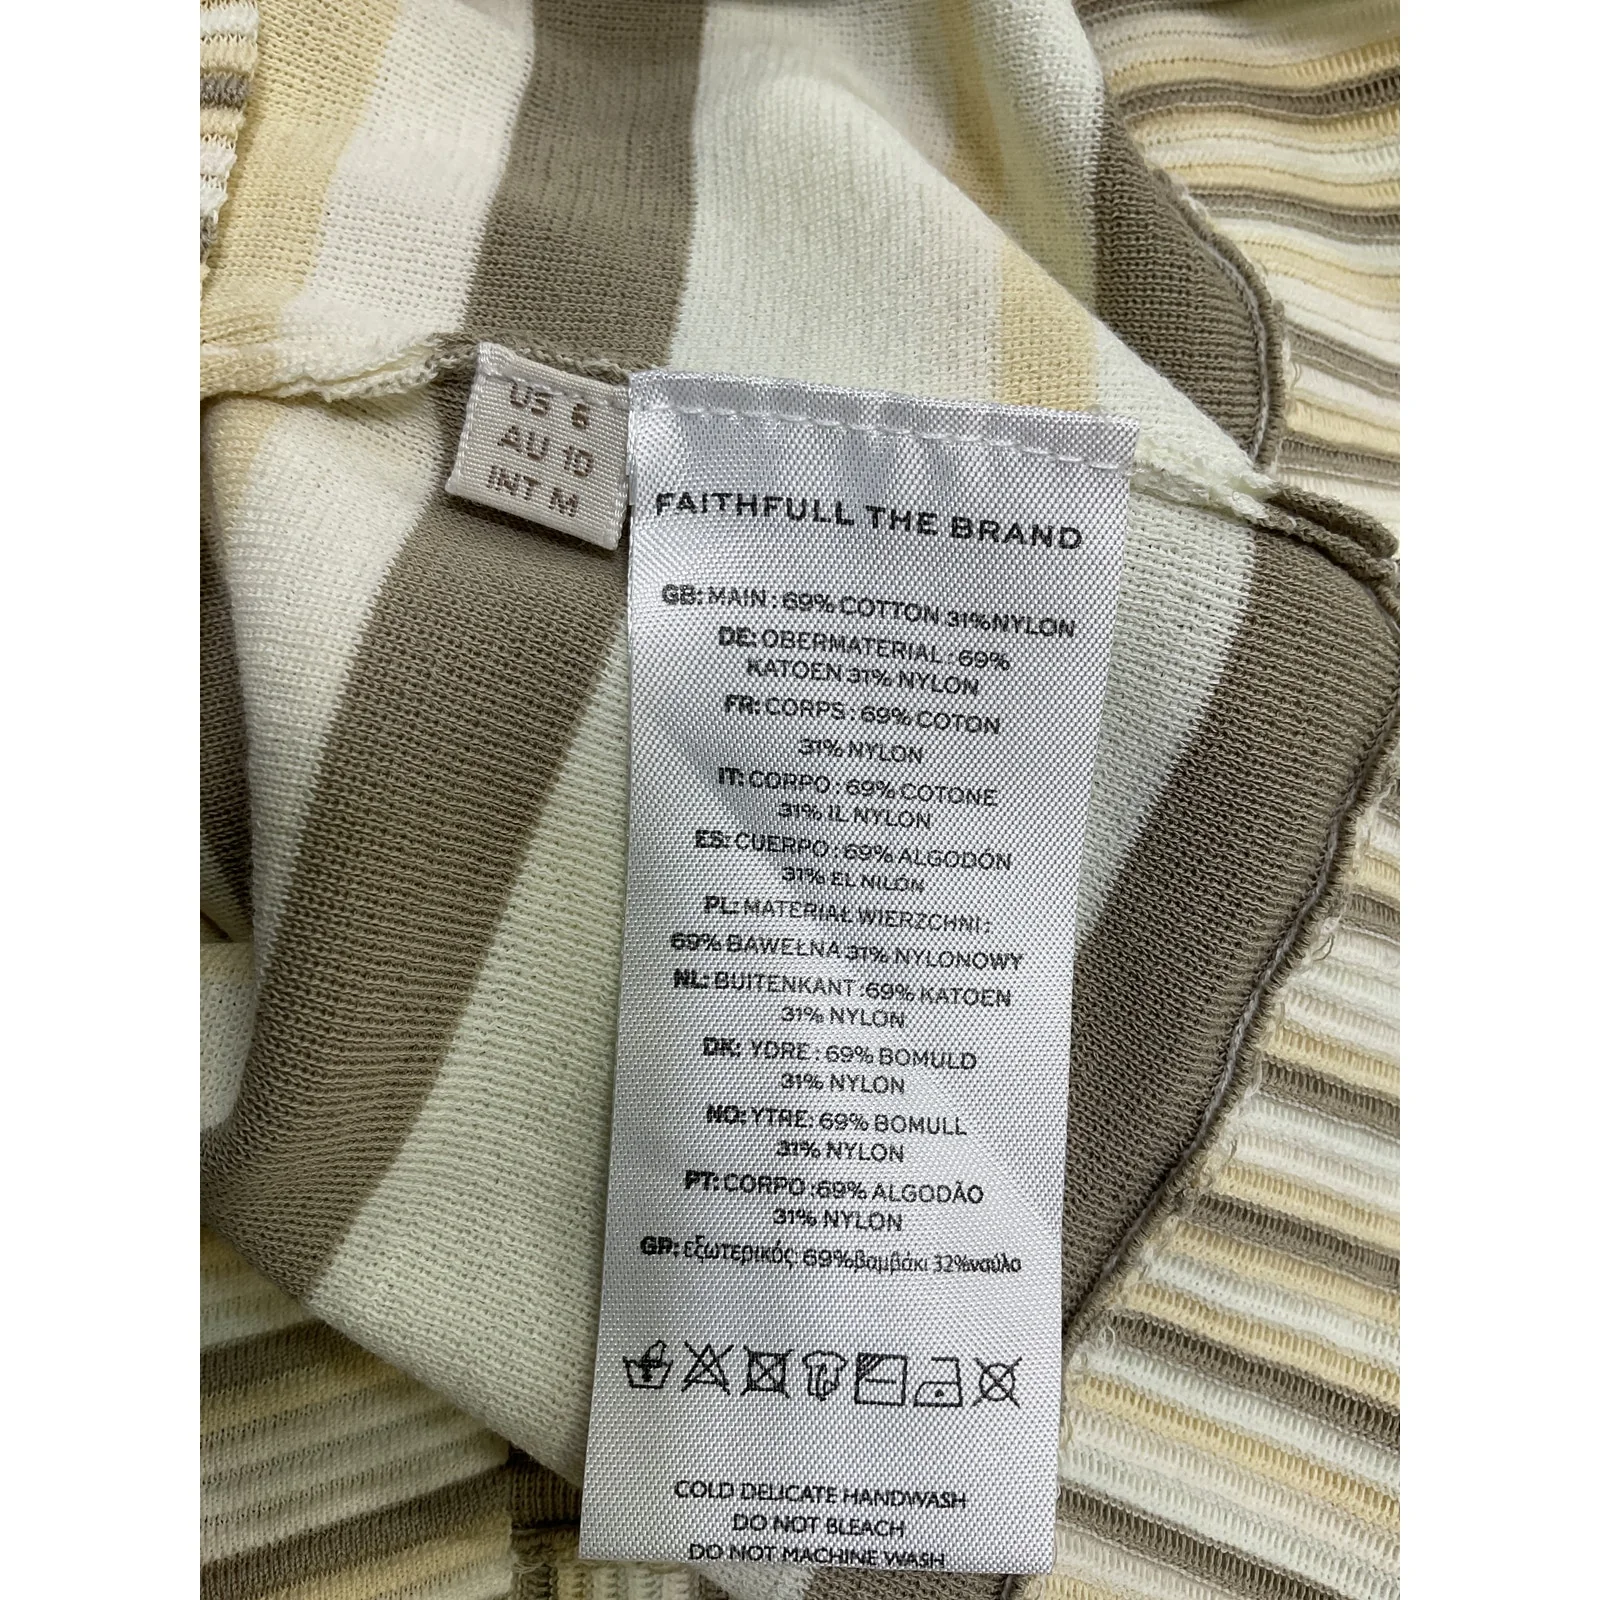 US 6
AU 10
INT M
FAITHFULL THE BRAND
GB: MAIN : 69% COTTON 31% NYLON
DE: OBERMATERIAL : 69%
KATOEN 31% NYLON
FR: CORPS : 69% COTON
31% NYLON
IT: CORPO : 69% COTONE
31% IL NYLON
ES: CUERPO : 69% ALGODÓN
31% EL NILÓN
PL: MATERIAŁ WIERZCHNI :
69% BAWEŁNA 31% NYLONOWY
NL: BUITENKANT : 69% KATOEN
31% NYLON
DK: YDRE : 69% BOMULD
31% NYLON
NO: YTRE: 69% BOMULL
31% NYLON
PT: CORPO : 69% ALGODÃO
31% NYLON
GP: εξωτερικός: 69%βαμβάκι 32%ναύλο
COLD DELICATE HANDWASH
DO NOT BLEACH
DO NOT MACHINE WASH